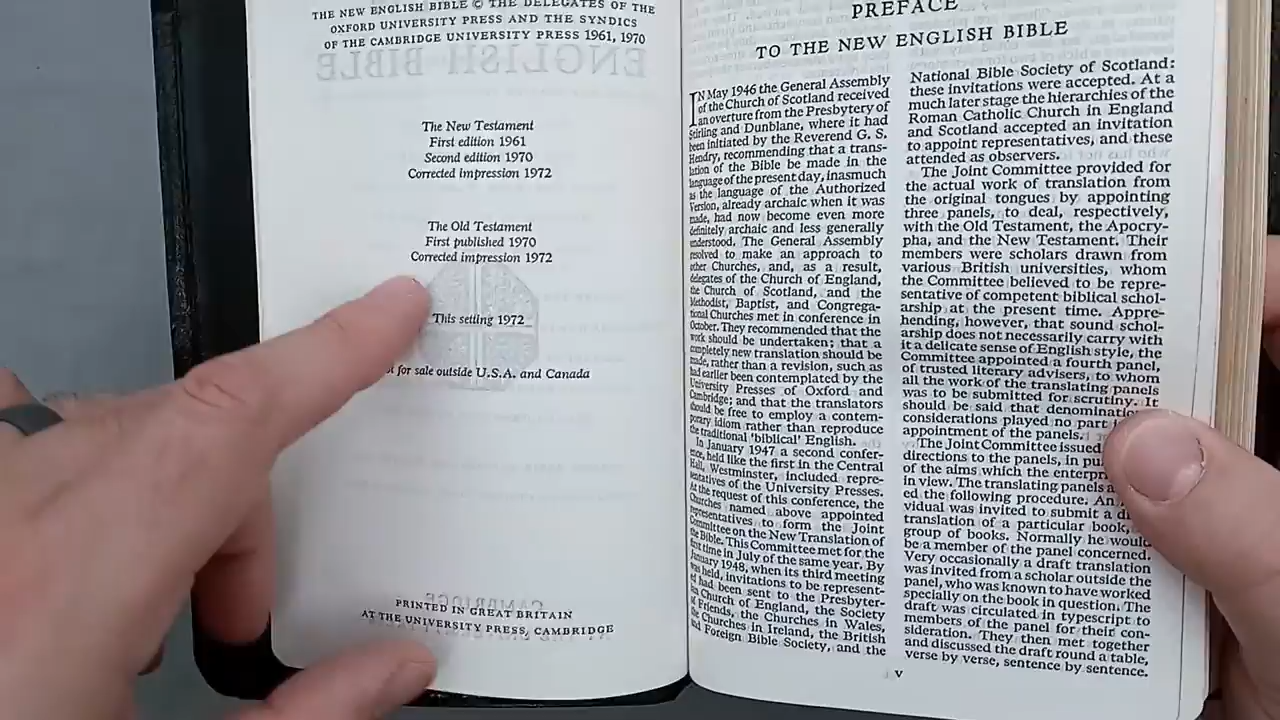 THE NEW ENGLISH BIBLE © THE DELEGATES OF THE
OXFORD UNIVERSITY PRESS AND THE SYNDICS
OF THE CAMBRIDGE UNIVERSITY PRESS 1961, 1970
ENGLISH BIBLE
The New Testament
First edition 1961
Second edition 1970
Corrected impression 1972
The Old Testament
First published 1970
Corrected impression 1972
This setting 1972
for sale outside U.S.A. and Canada
CAMBRIDGE
PRINTED IN GREAT BRITAIN
AT THE UNIVERSITY PRESS, CAMBRIDGE
PREFACE
TO THE NEW ENGLISH BIBLE
IN May 1946 the General Assembly
of the Church of Scotland received
an overture from the Presbytery of
Stirling and Dunblane, where it had
been initiated by the Reverend G. S.
Hendry, recommending that a trans-
lation of the Bible be made in the
language of the present day, inasmuch
as the language of the Authorized
Version, already archaic when it was
made, had now become even more
definitely archaic and less generally
understood. The General Assembly
resolved to make an approach to
other Churches, and, as a result,
delegates of the Church of England,
the Church of Scotland, and the
Methodist, Baptist, and Congrega-
tional Churches met in conference in
October. They recommended that the
work should be undertaken; that a
completely new translation should be
made, rather than a revision, such as
had earlier been contemplated by the
University Presses of Oxford and
Cambridge; and that the translators
should be free to employ a contem-
porary idiom rather than reproduce
the traditional 'biblical' English.
In January 1947 a second confer-
ence, held like the first in the Central
Hall, Westminster, included repre-
sentatives of the University Presses.
At the request of this conference, the
Churches named above appointed
representatives to form the Joint
Committee on the New Translation of
the Bible. This Committee met for the
first time in July of the same year. By
January 1948, when its third meeting
was held, invitations to be represent-
ed had been sent to the Presbyter-
ian Church of England, the Society
of Friends, the Churches in Wales,
the Churches in Ireland, the British
and Foreign Bible Society, and the
National Bible Society of Scotland:
these invitations were accepted. At a
much later stage the hierarchies of the
Roman Catholic Church in England
and Scotland accepted an invitation
to appoint representatives, and these
attended as observers.
The Joint Committee provided for
the actual work of translation from
the original tongues by appointing
three panels, to deal, respectively,
with the Old Testament, the Apocry-
pha, and the New Testament. Their
members were scholars drawn from
various British universities, whom
the Committee believed to be repre-
sentative of competent biblical schol-
arship at the present time. Appre-
hending, however, that sound schol-
arship does not necessarily carry with
it a delicate sense of English style, the
Committee appointed a fourth panel,
of trusted literary advisers, to whom
all the work of the translating panels
was to be submitted for scrutiny. It
should be said that denominatio
considerations played no part i
appointment of the panels.
The Joint Committee issued
directions to the panels, in pu
of the aims which the enterpr
in view. The translating panels a
ed the following procedure. An
vidual was invited to submit a d
translation of a particular book,
group of books. Normally he would
be a member of the panel concerned.
Very occasionally a draft translation
was invited from a scholar outside the
panel, who was known to have worked
specially on the book in question. The
draft was circulated in typescript to
members of the panel for their con-
sideration. They then met together
and discussed the draft round a table,
verse by verse, sentence by sentence.
v